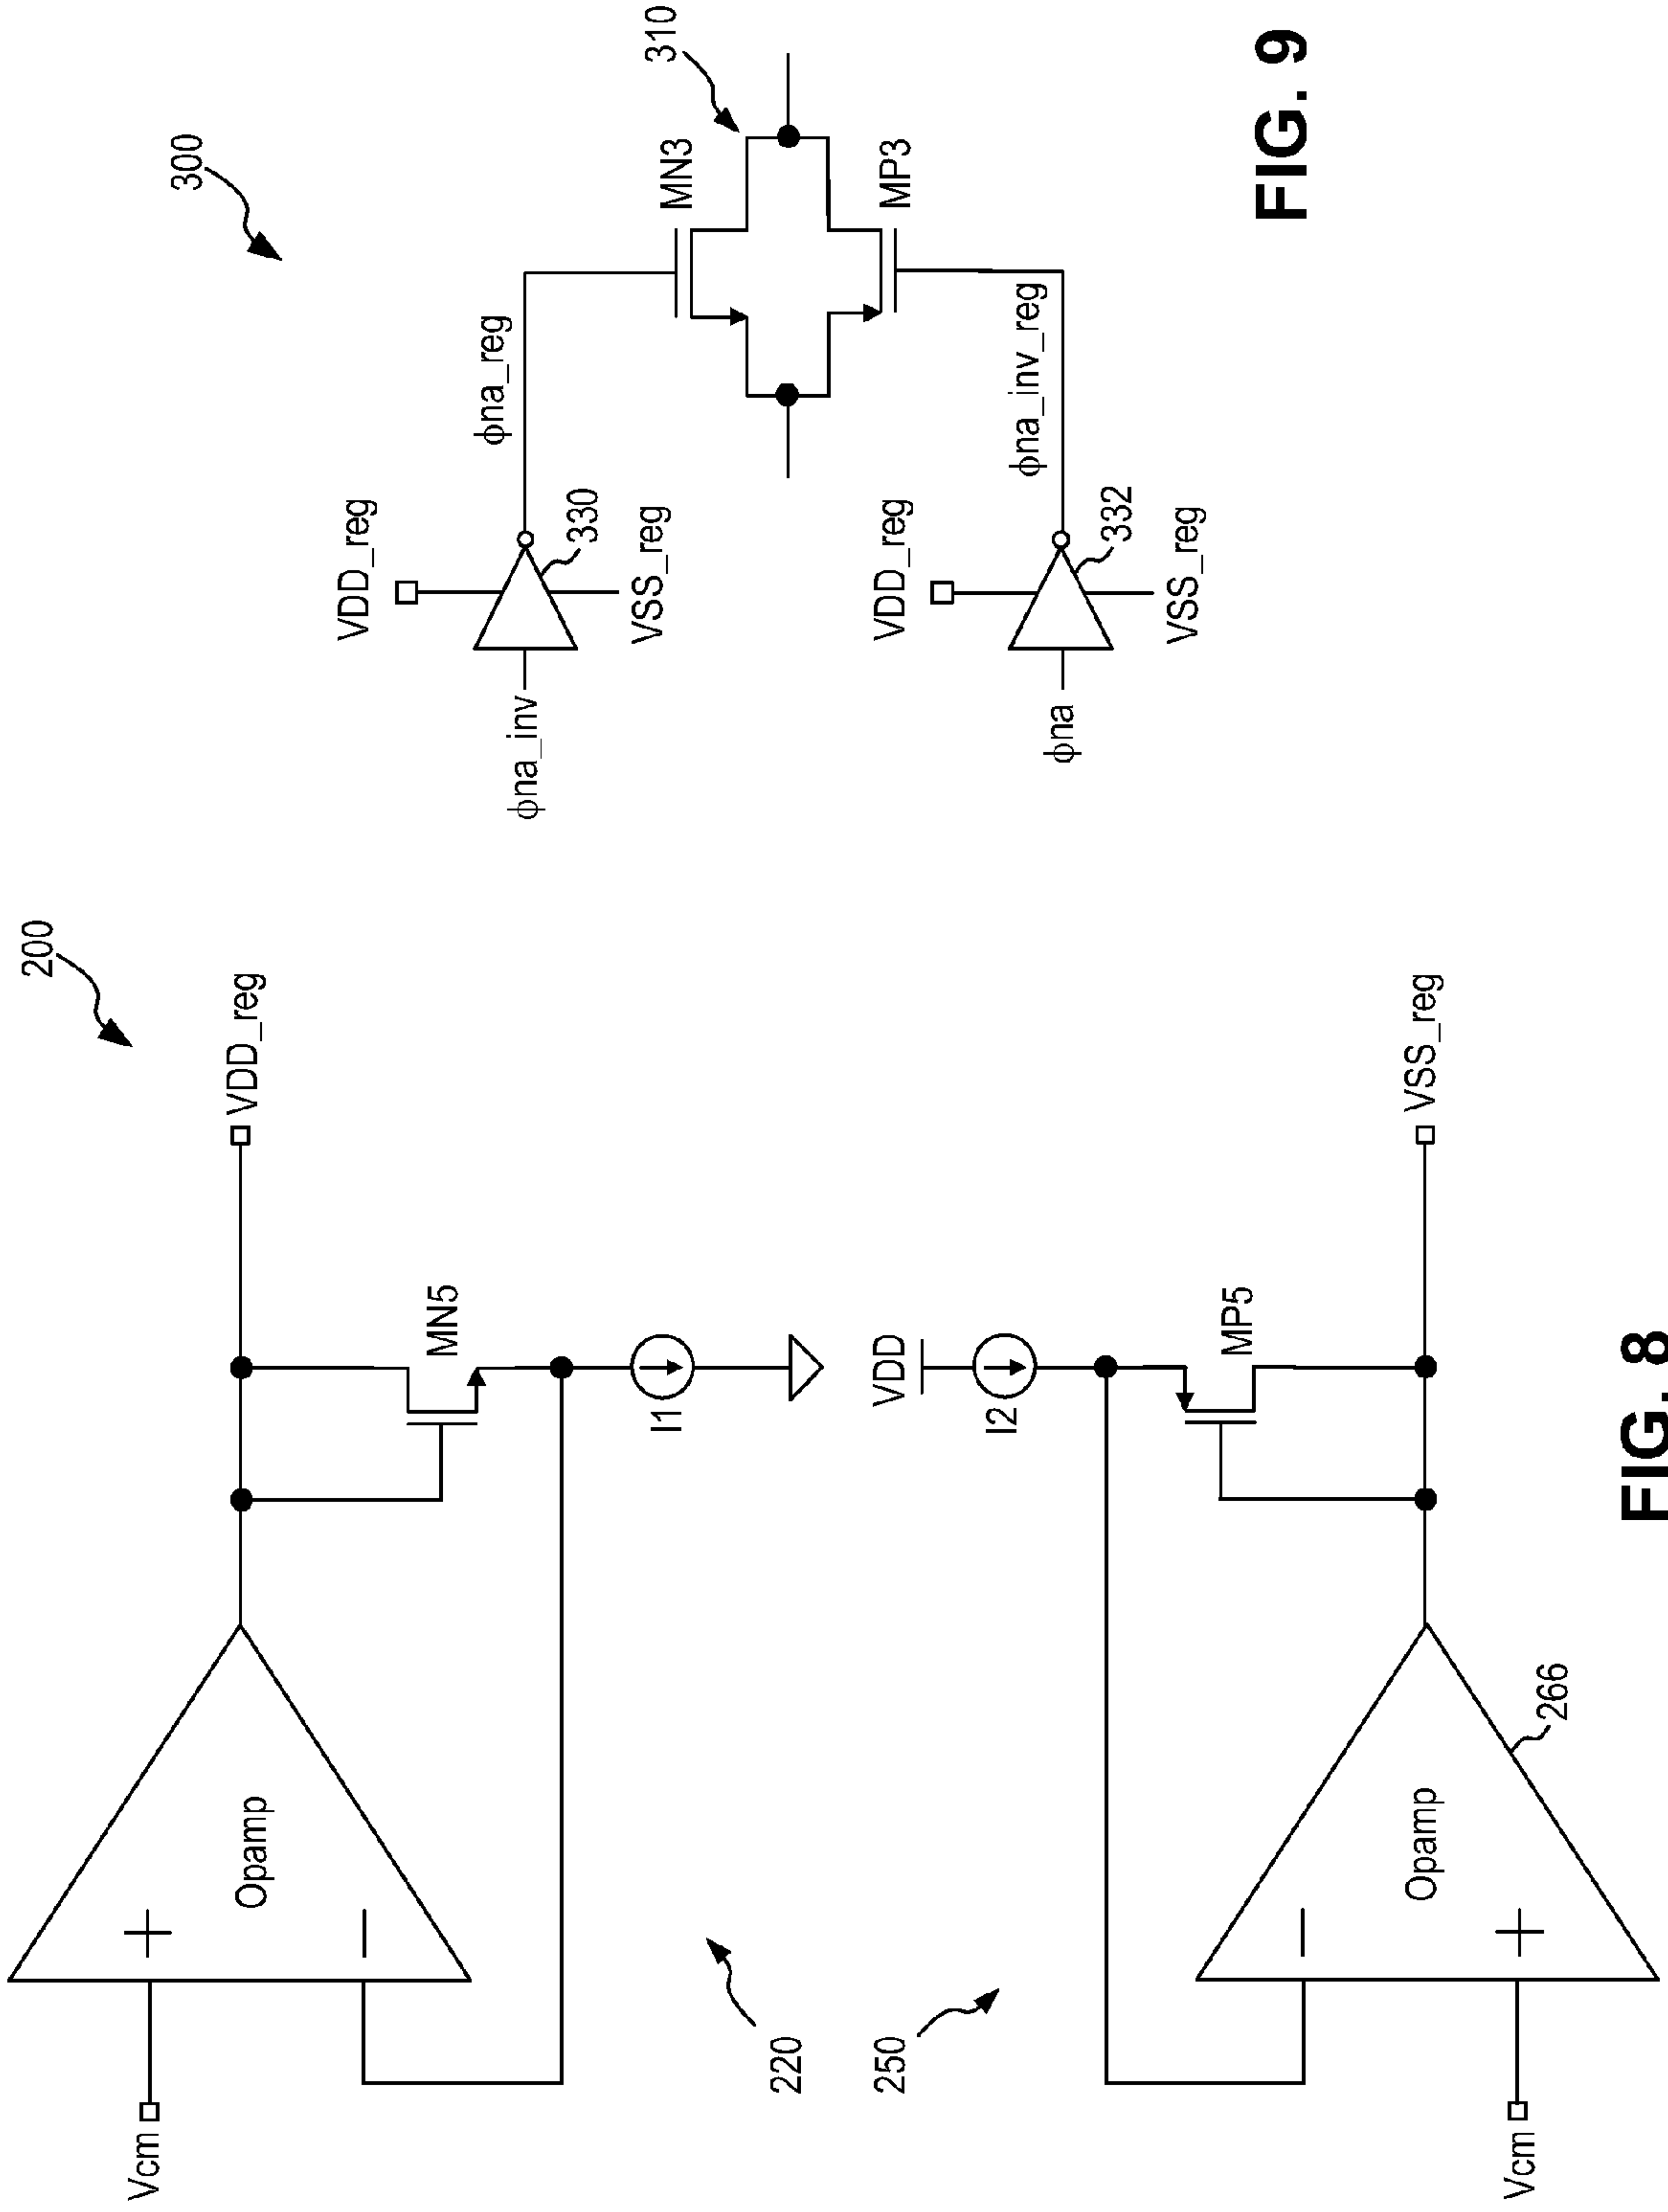 200
Vcm
+
−
Opamp
VDD_reg
MN5
I1
220
250
VDD
I2
MP5
−
+
Opamp
266
Vcm
VSS_reg
FIG. 8
300
310
VDD_reg
ϕna_inv
330
VSS_reg
ϕna_reg
MN3
MP3
VDD_reg
ϕna
332
VSS_reg
ϕna_inv_reg
FIG. 9